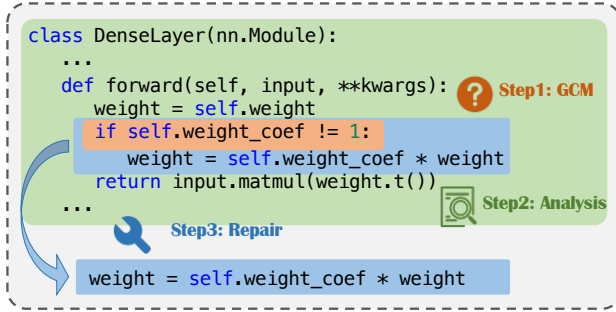 class DenseLayer(nn.Module):
...
def forward(self, input, **kwargs):
Step1: GCM
weight = self.weight
if self.weight_coef != 1:
weight = self.weight_coef * weight
return input.matmul(weight.t())
Step2: Analysis
...
Step3: Repair
weight = self.weight_coef * weight